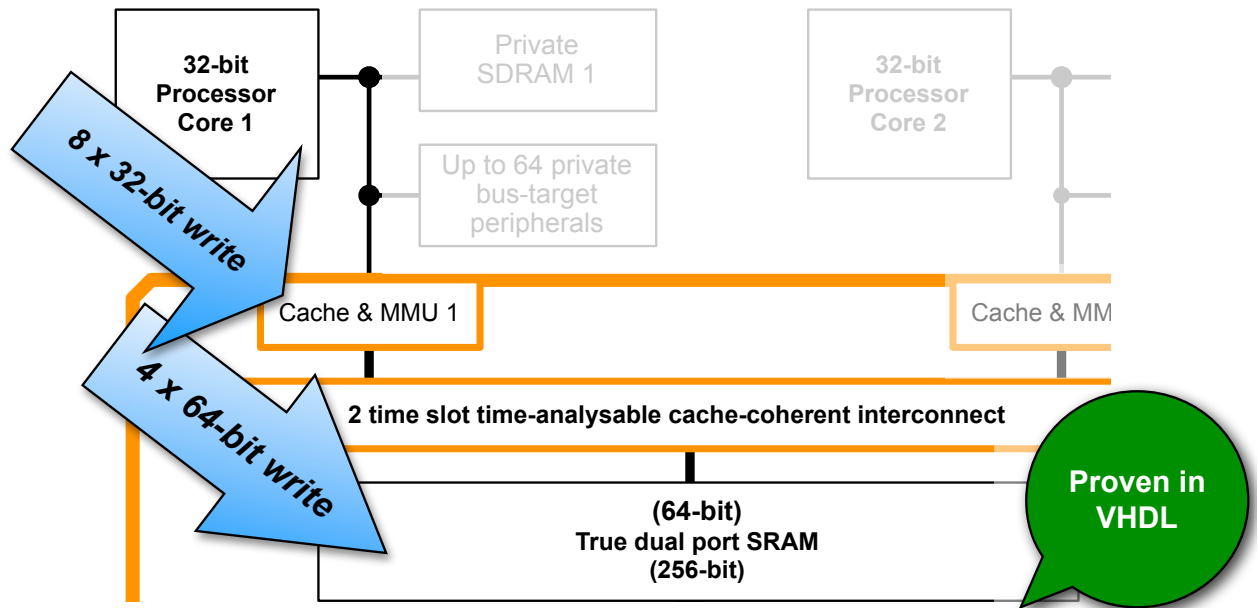 32-bit
Processor
Core 1
Private
SDRAM 1
32-bit
Processor
Core 2
Up to 64 private
bus-target
peripherals
8 x 32-bit write
Cache & MMU 1
Cache & MM
4 x 64-bit write
2 time slot time-analysable cache-coherent interconnect
(64-bit)
True dual port SRAM
(256-bit)
Proven in
VHDL